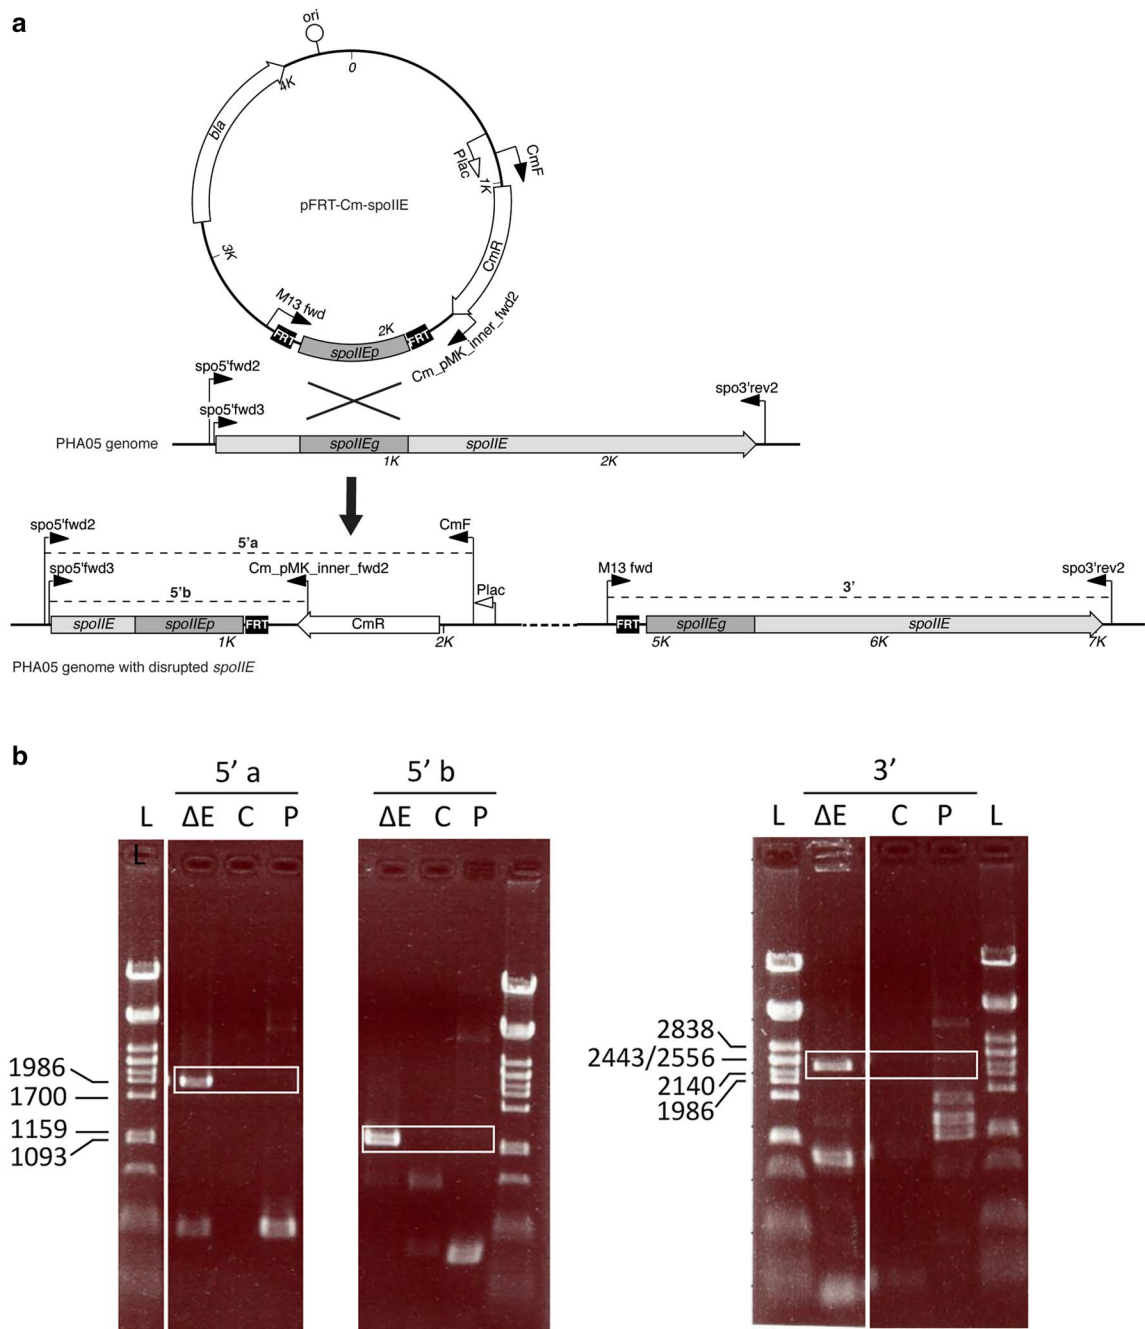 a
ori
0
4K
bla
Plac
CmF
1K
pFRT-Cm-spoIIE
CmR
3K
M13 fwd
FRT
spoIIEp
2K
FRT
Cm_pMK_inner_fwd2
spo5'fwd2
spo5'fwd3
spo3'rev2
PHA05 genome
spoIIEg
spoIIE
1K
2K
spo5'fwd2
CmF
5'a
spo5'fwd3
Cm_pMK_inner_fwd2
Plac
M13 fwd
spo3'rev2
5'b
3'
spoIIE
spoIIEp
FRT
CmR
FRT
spoIIEg
spoIIE
1K
2K
5K
6K
7K
PHA05 genome with disrupted spoIIE
b
5' a
5' b
3'
L
ΔE
C
P
ΔE
C
P
L
ΔE
C
P
L
L
1986
1700
1159
1093
2838
2443/2556
2140
1986